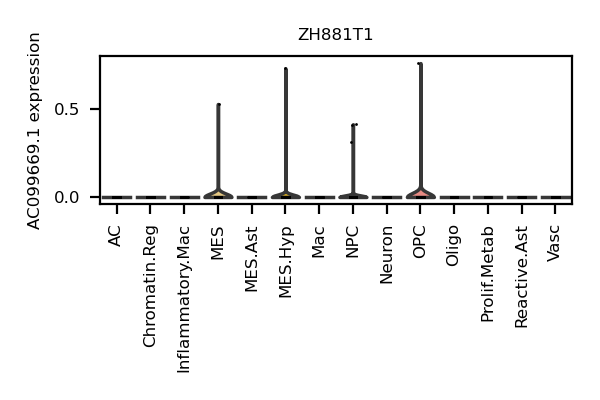 ZH881T1
AC099669.1 expression
0.5
0.0
AC
Chromatin.Reg
Inflammatory.Mac
MES
MES.Ast
MES.Hyp
Mac
NPC
Neuron
OPC
Oligo
Prolif.Metab
Reactive.Ast
Vasc